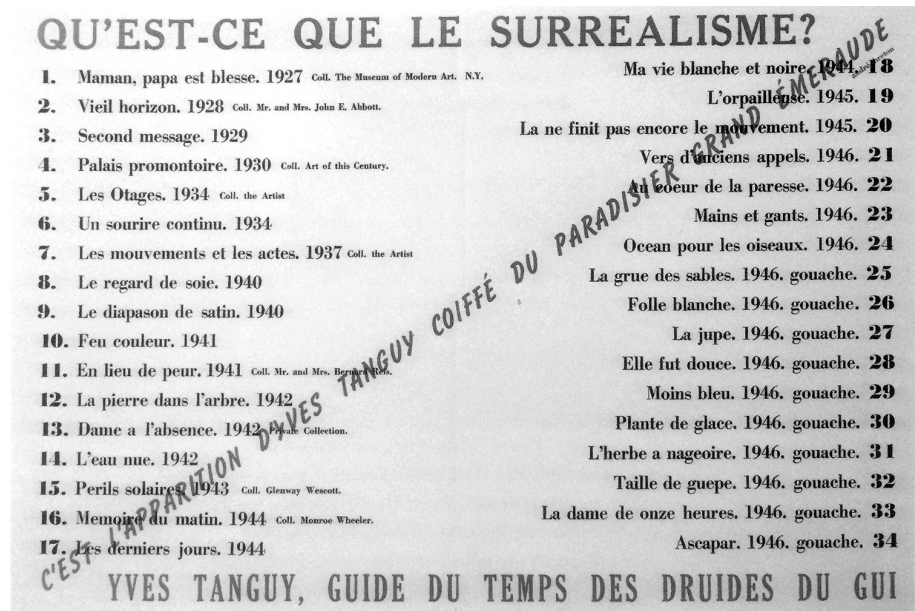 QU'EST-CE QUE LE SURREALISME?
1. Maman, papa est blesse. 1927 Coll. The Museum of Modern Art. N.Y.
2. Vieil horizon. 1928 Coll. Mr. and Mrs. John E. Abbott.
3. Second message. 1929
4. Palais promontoire. 1930 Coll. Art of this Century.
5. Les Otages. 1934 Coll. the Artist
6. Un sourire continu. 1934
7. Les mouvements et les actes. 1937 Coll. the Artist
8. Le regard de soie. 1940
9. Le diapason de satin. 1940
10. Feu couleur. 1941
11. En lieu de peur. 1941 Coll. Mr. and Mrs. Bernard Reis.
12. La pierre dans l'arbre. 1942
13. Dame a l'absence. 1942 Private Collection.
14. L'eau nue. 1942
15. Perils solaires. 1943 Coll. Glenway Wescott.
16. Memoire du matin. 1944 Coll. Monroe Wheeler.
17. Les derniers jours. 1944
Ma vie blanche et noire. 1944. 18
L'orpailleuse. 1945. 19
La ne finit pas encore le mouvement. 1945. 20
Vers d'anciens appels. 1946. 21
Au coeur de la paresse. 1946. 22
Mains et gants. 1946. 23
Ocean pour les oiseaux. 1946. 24
La grue des sables. 1946. gouache. 25
Folle blanche. 1946. gouache. 26
La jupe. 1946. gouache. 27
Elle fut douce. 1946. gouache. 28
Moins bleu. 1946. gouache. 29
Plante de glace. 1946. gouache. 30
L'herbe a nageoire. 1946. gouache. 31
Taille de guepe. 1946. gouache. 32
La dame de onze heures. 1946. gouache. 33
Ascapar. 1946. gouache. 34
C'EST L'APPARITION D'YVES TANGUY COIFFÉ DU PARADISIER GRAND ÉMERAUDE
André Breton
YVES TANGUY, GUIDE DU TEMPS DES DRUIDES DU GUI